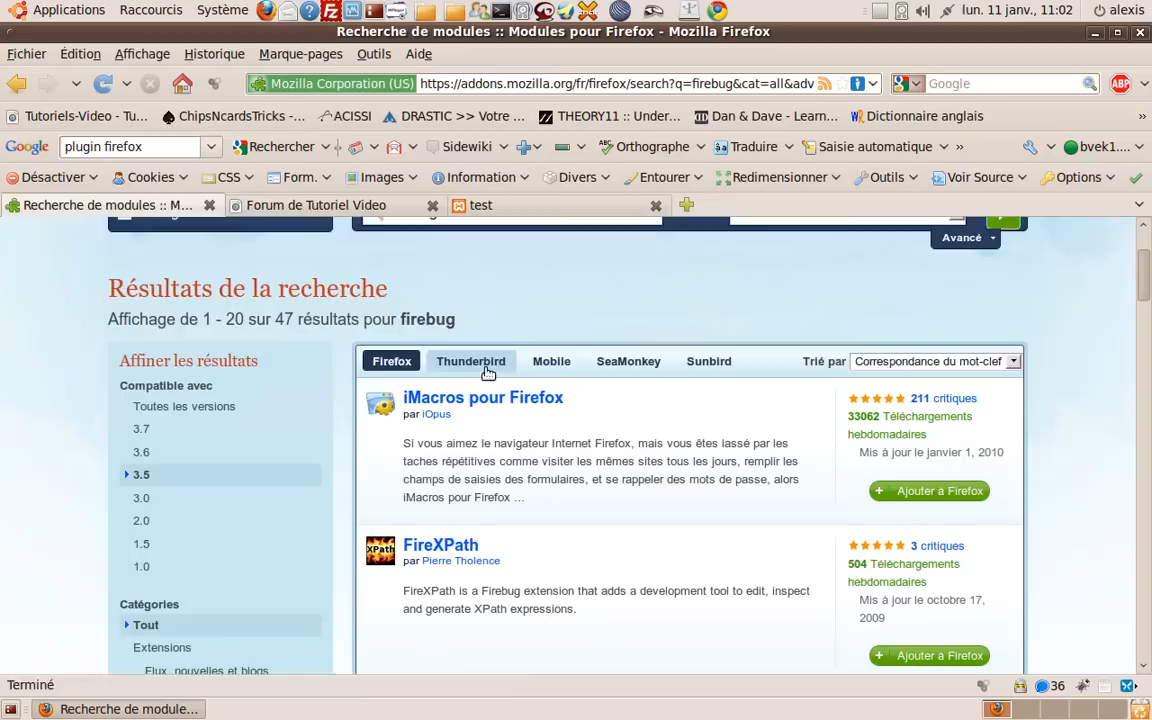 Applications Raccourcis Système lun. 11 janv., 11:02 alexis
Recherche de modules :: Modules pour Firefox - Mozilla Firefox
Fichier Édition Affichage Historique Marque-pages Outils Aide
Mozilla Corporation (US) https://addons.mozilla.org/fr/firefox/search?q=firebug&cat=all&adv Google ABP
Tutoriels-Video - Tu... ChipsNcardsTricks -... ACISSI DRASTIC >> Votre ... THEORY11 :: Under... Dan & Dave - Learn... Dictionnaire anglais »
Google plugin firefox Rechercher Sidewiki Orthographe Traduire Saisie automatique » bvek1....
Désactiver Cookies CSS Form. Images Information Divers Entourer Redimensionner Outils Voir Source Options
Recherche de modules :: M... Forum de Tutoriel Video test
Avancé
Résultats de la recherche
Affichage de 1 - 20 sur 47 résultats pour firebug
Affiner les résultats
Compatible avec
Toutes les versions
3.7
3.6
3.5
3.0
2.0
1.5
1.0
Catégories
Tout
Extensions
Flux, nouvelles et blogs
Firefox Thunderbird Mobile SeaMonkey Sunbird Trié par Correspondance du mot-clef
iMacros pour Firefox
par iOpus
Si vous aimez le navigateur Internet Firefox, mais vous êtes lassé par les
taches répétitives comme visiter les mêmes sites tous les jours, remplir les
champs de saisies des formulaires, et se rappeler des mots de passe, alors
iMacros pour Firefox ...
211 critiques
33062 Téléchargements
hebdomadaires
Mis à jour le janvier 1, 2010
Ajouter à Firefox
XPath
FireXPath
par Pierre Tholence
FireXPath is a Firebug extension that adds a development tool to edit, inspect
and generate XPath expressions.
3 critiques
504 Téléchargements
hebdomadaires
Mis à jour le octobre 17,
2009
Ajouter à Firefox
Terminé 36
Recherche de module...